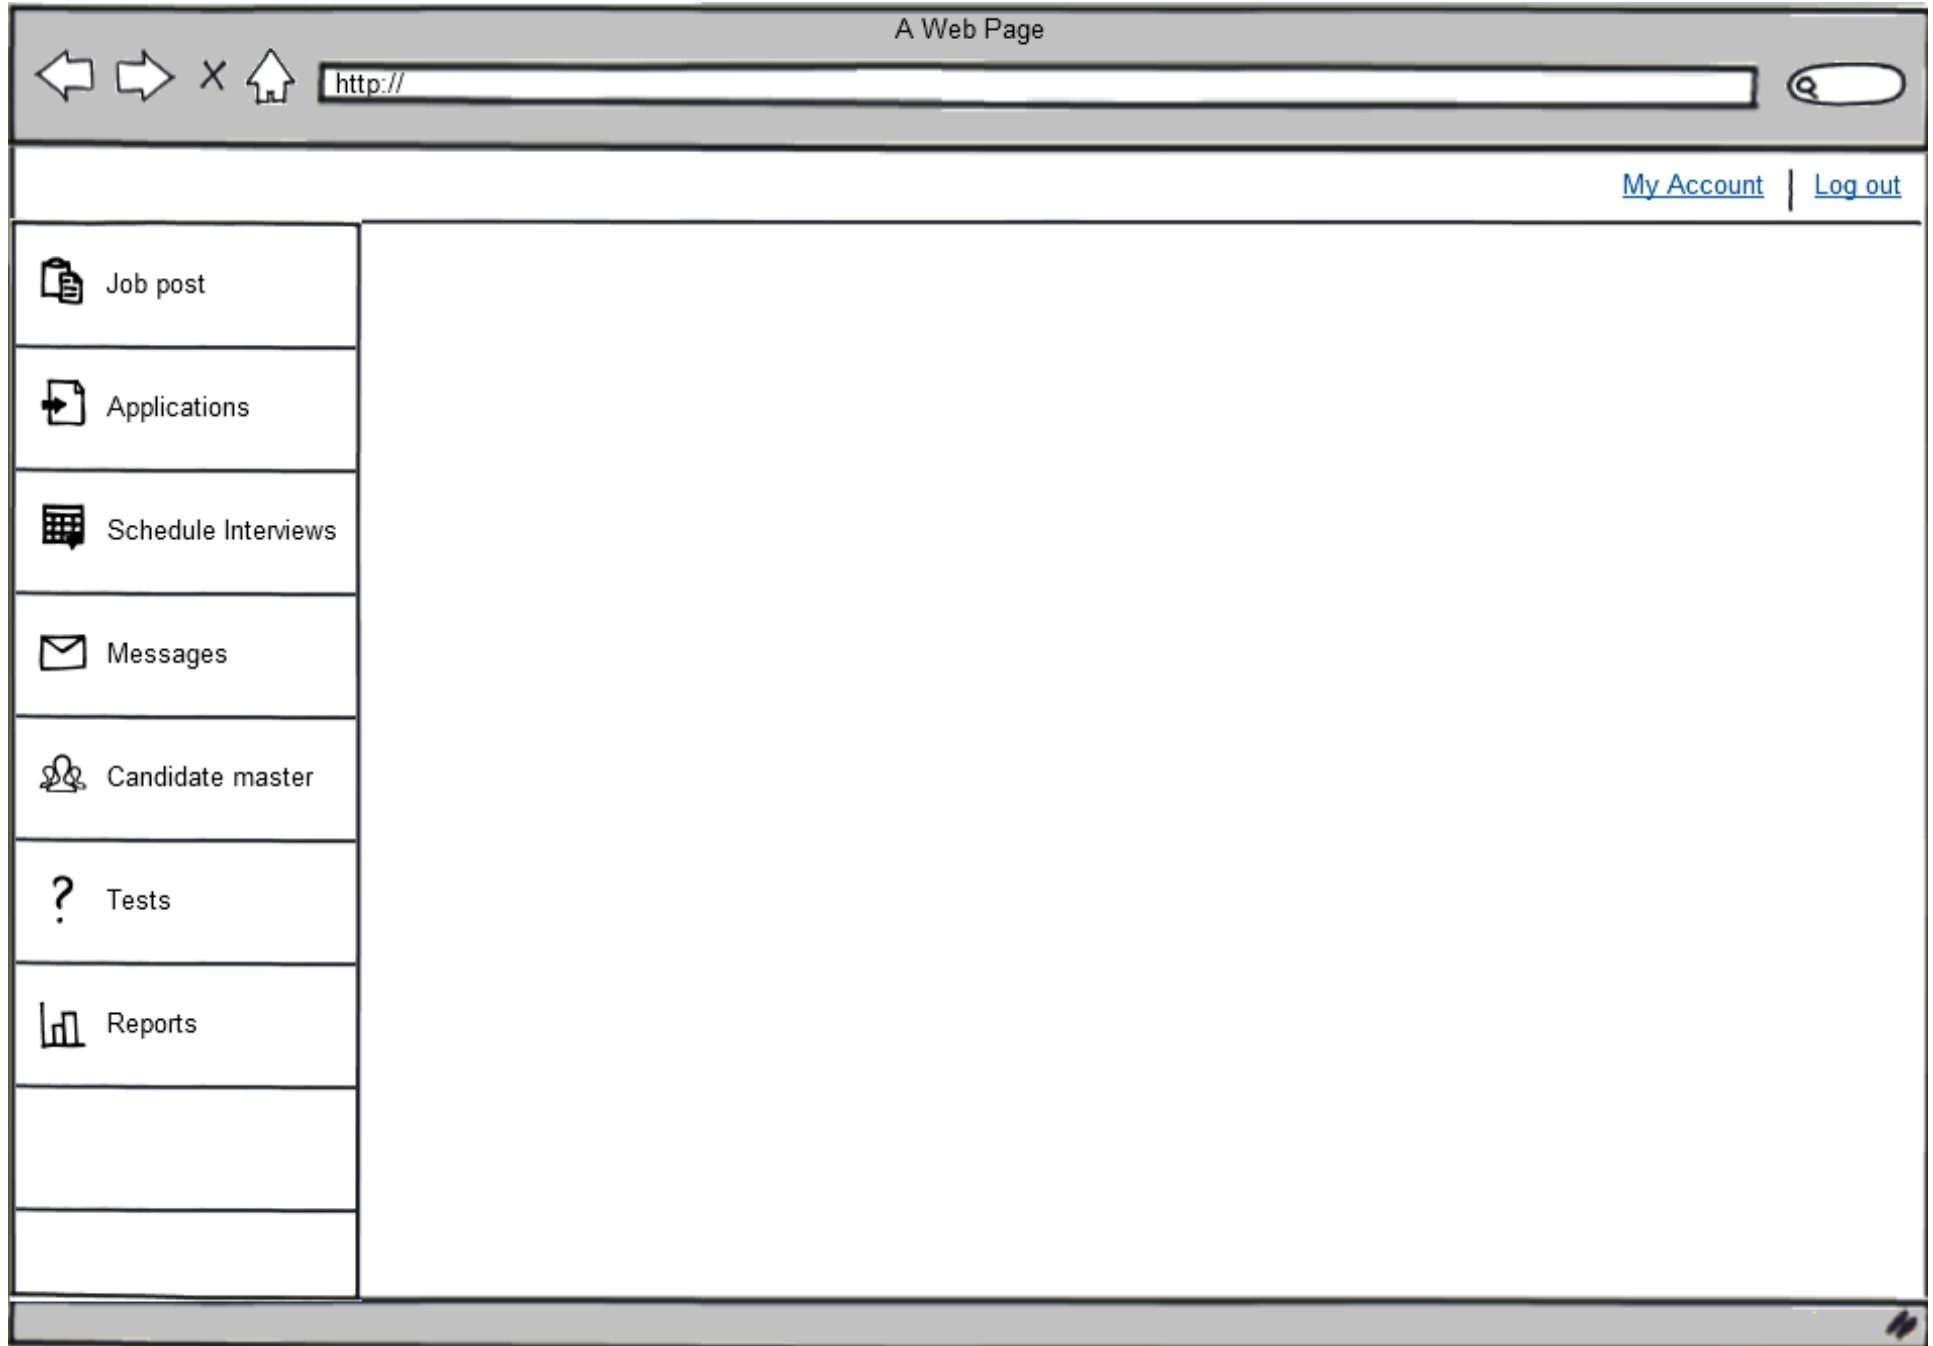 A Web Page
http://
My Account | Log out
Job post
Applications
Schedule Interviews
Messages
Candidate master
? Tests
Reports